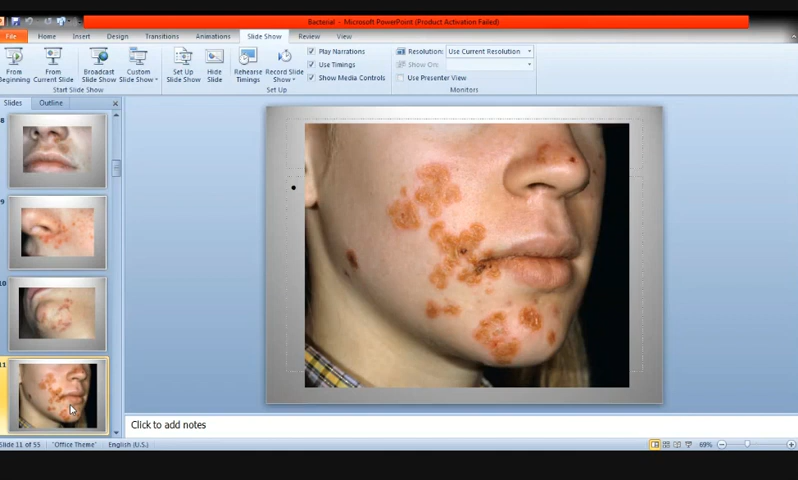 Bacterial - Microsoft PowerPoint (Product Activation Failed)
File Home Insert Design Transitions Animations Slide Show Review View
From Beginning
From Current Slide
Broadcast Slide Show
Custom Slide Show
Start Slide Show
Set Up Slide Show
Hide Slide
Rehearse Timings
Record Slide Show
Play Narrations
Use Timings
Show Media Controls
Set Up
Resolution: Use Current Resolution
Show On:
Use Presenter View
Monitors
Slides Outline
8
9
10
11
Click to add notes
Slide 11 of 55 "Office Theme" English (U.S.) 69%